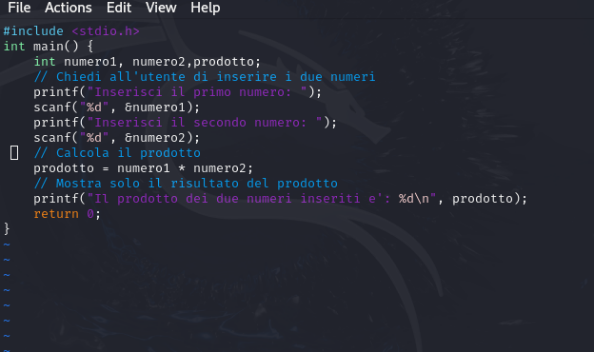 File Actions Edit View Help
#include <stdio.h>
int main() {
    int numero1, numero2,prodotto;
    // Chiedi all'utente di inserire i due numeri
    printf("Inserisci il primo numero: ");
    scanf("%d", &numero1);
    printf("Inserisci il secondo numero: ");
    scanf("%d", &numero2);
    // Calcola il prodotto
    prodotto = numero1 * numero2;
    // Mostra solo il risultato del prodotto
    printf("Il prodotto dei due numeri inseriti e': %d\n", prodotto);
    return 0;
}
~
~
~
~
~
~
~
~